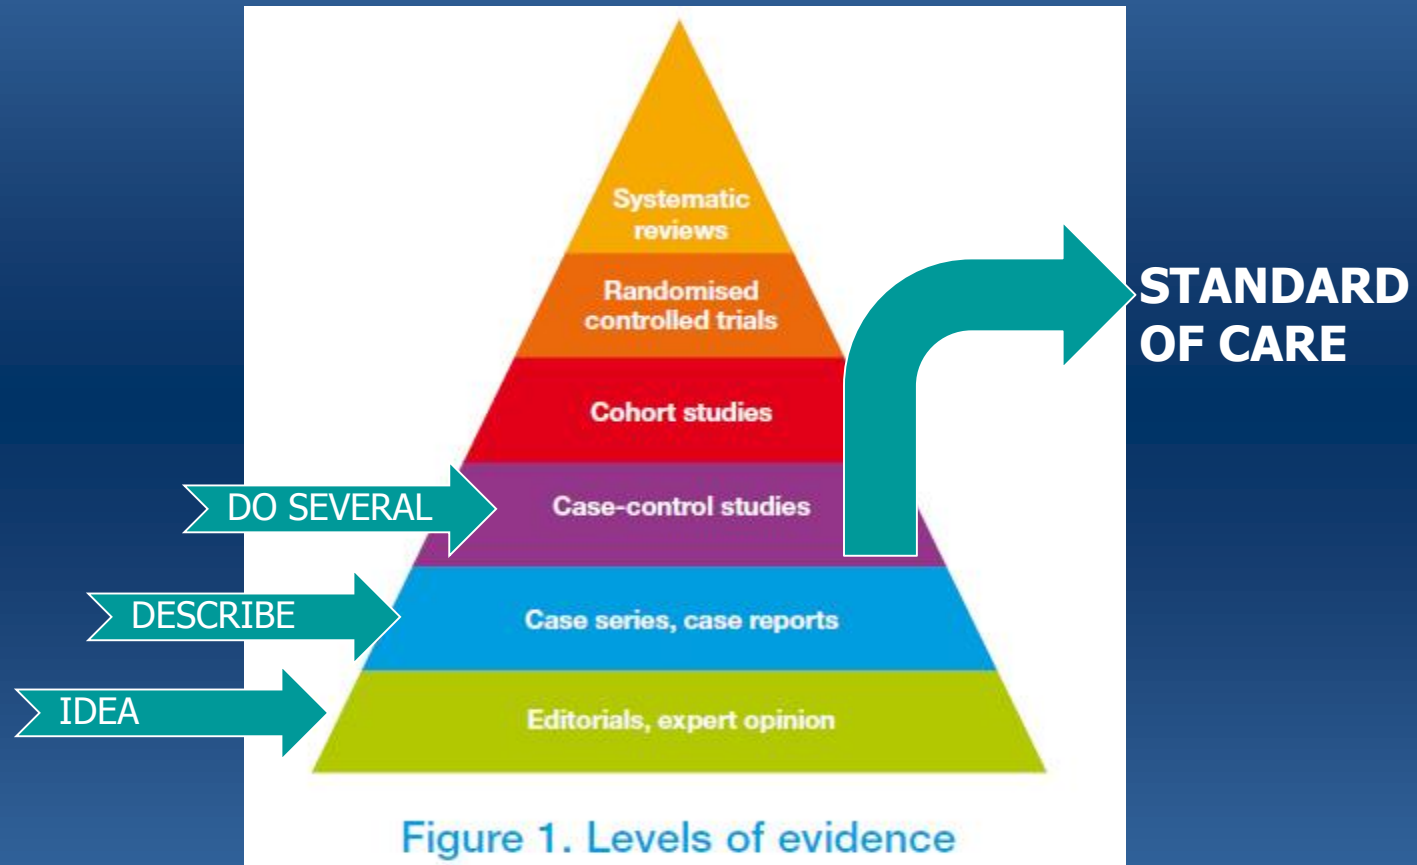 Systematic
reviews
Randomised
controlled trials
STANDARD
OF CARE
Cohort studies
DO SEVERAL
Case-control studies
DESCRIBE
Case series, case reports
IDEA
Editorials, expert opinion
Figure 1. Levels of evidence